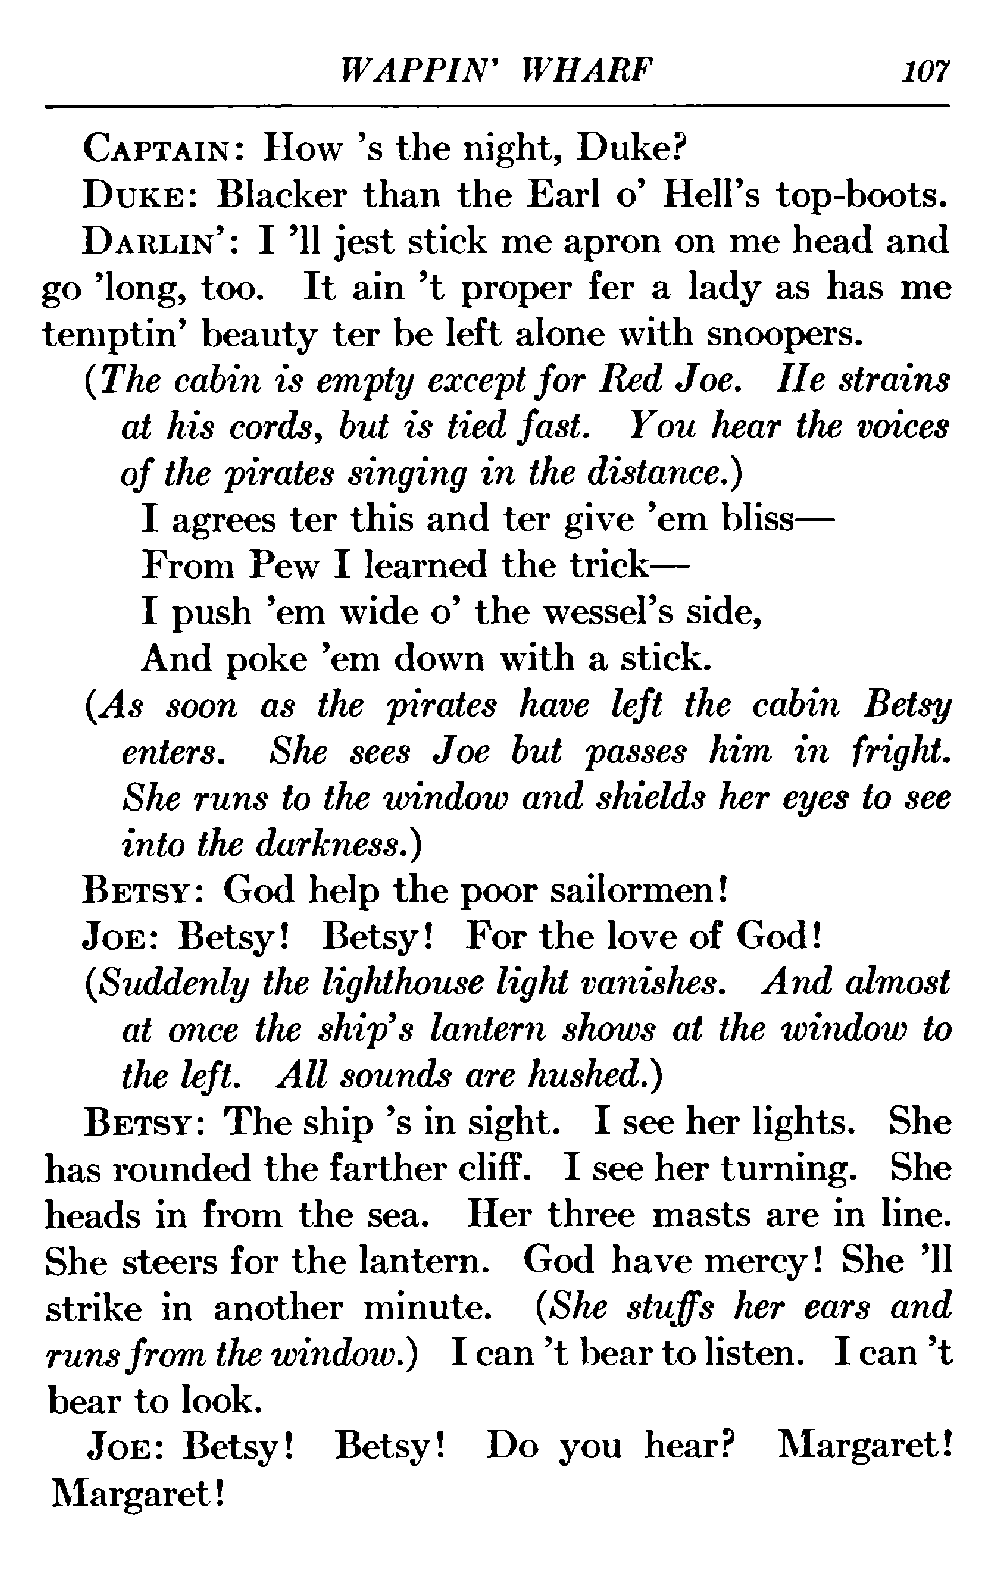 WAPPIN' WHARF 107
CAPTAIN: How 's the night, Duke?
DUKE: Blacker than the Earl o' Hell's top-boots.
DARLIN': I 'll jest stick me apron on me head and
go 'long, too. It ain 't proper fer a lady as has me
temptin' beauty ter be left alone with snoopers.
(The cabin is empty except for Red Joe. He strains
at his cords, but is tied fast. You hear the voices
of the pirates singing in the distance.)
I agrees ter this and ter give 'em bliss—
From Pew I learned the trick—
I push 'em wide o' the wessel's side,
And poke 'em down with a stick.
(As soon as the pirates have left the cabin Betsy
enters. She sees Joe but passes him in fright.
She runs to the window and shields her eyes to see
into the darkness.)
BETSY: God help the poor sailormen!
JOE: Betsy! Betsy! For the love of God!
(Suddenly the lighthouse light vanishes. And almost
at once the ship's lantern shows at the window to
the left. All sounds are hushed.)
BETSY: The ship 's in sight. I see her lights. She
has rounded the farther cliff. I see her turning. She
heads in from the sea. Her three masts are in line.
She steers for the lantern. God have mercy! She 'll
strike in another minute. (She stuffs her ears and
runs from the window.) I can 't bear to listen. I can 't
bear to look.
JOE: Betsy! Betsy! Do you hear? Margaret!
Margaret!